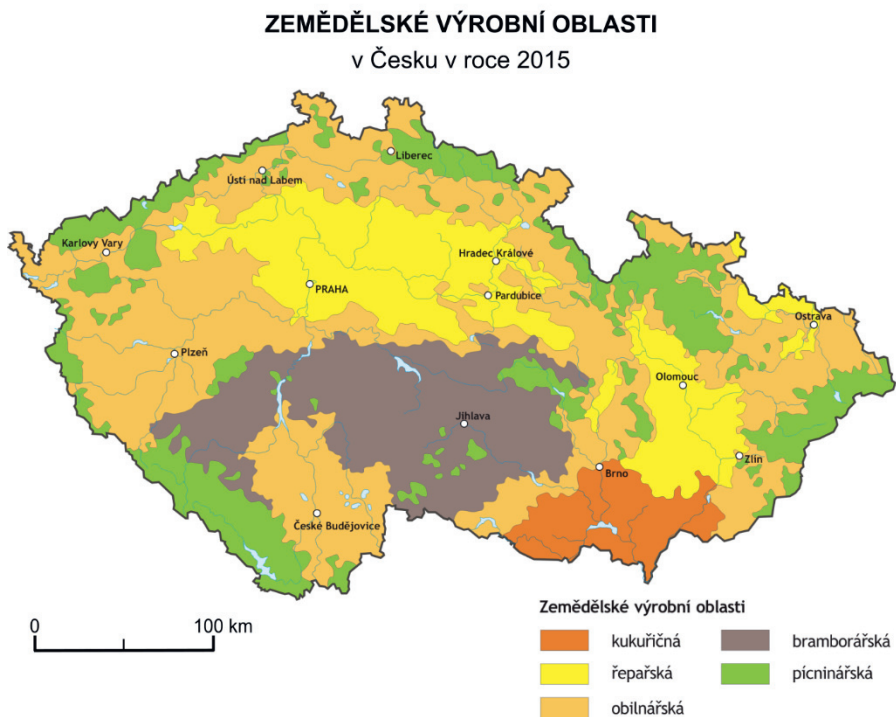 ZEMĚDĚLSKÉ VÝROBNÍ OBLASTI
v Česku v roce 2015
Liberec
Ústí nad Labem
Karlovy Vary
Hradec Králové
PRAHA
Pardubice
Ostrava
Plzeň
Olomouc
Jihlava
Zlín
Brno
České Budějovice
0 100 km
Zemědělské výrobní oblasti
kukuřičná
řepařská
obilnářská
bramborářská
pícninářská